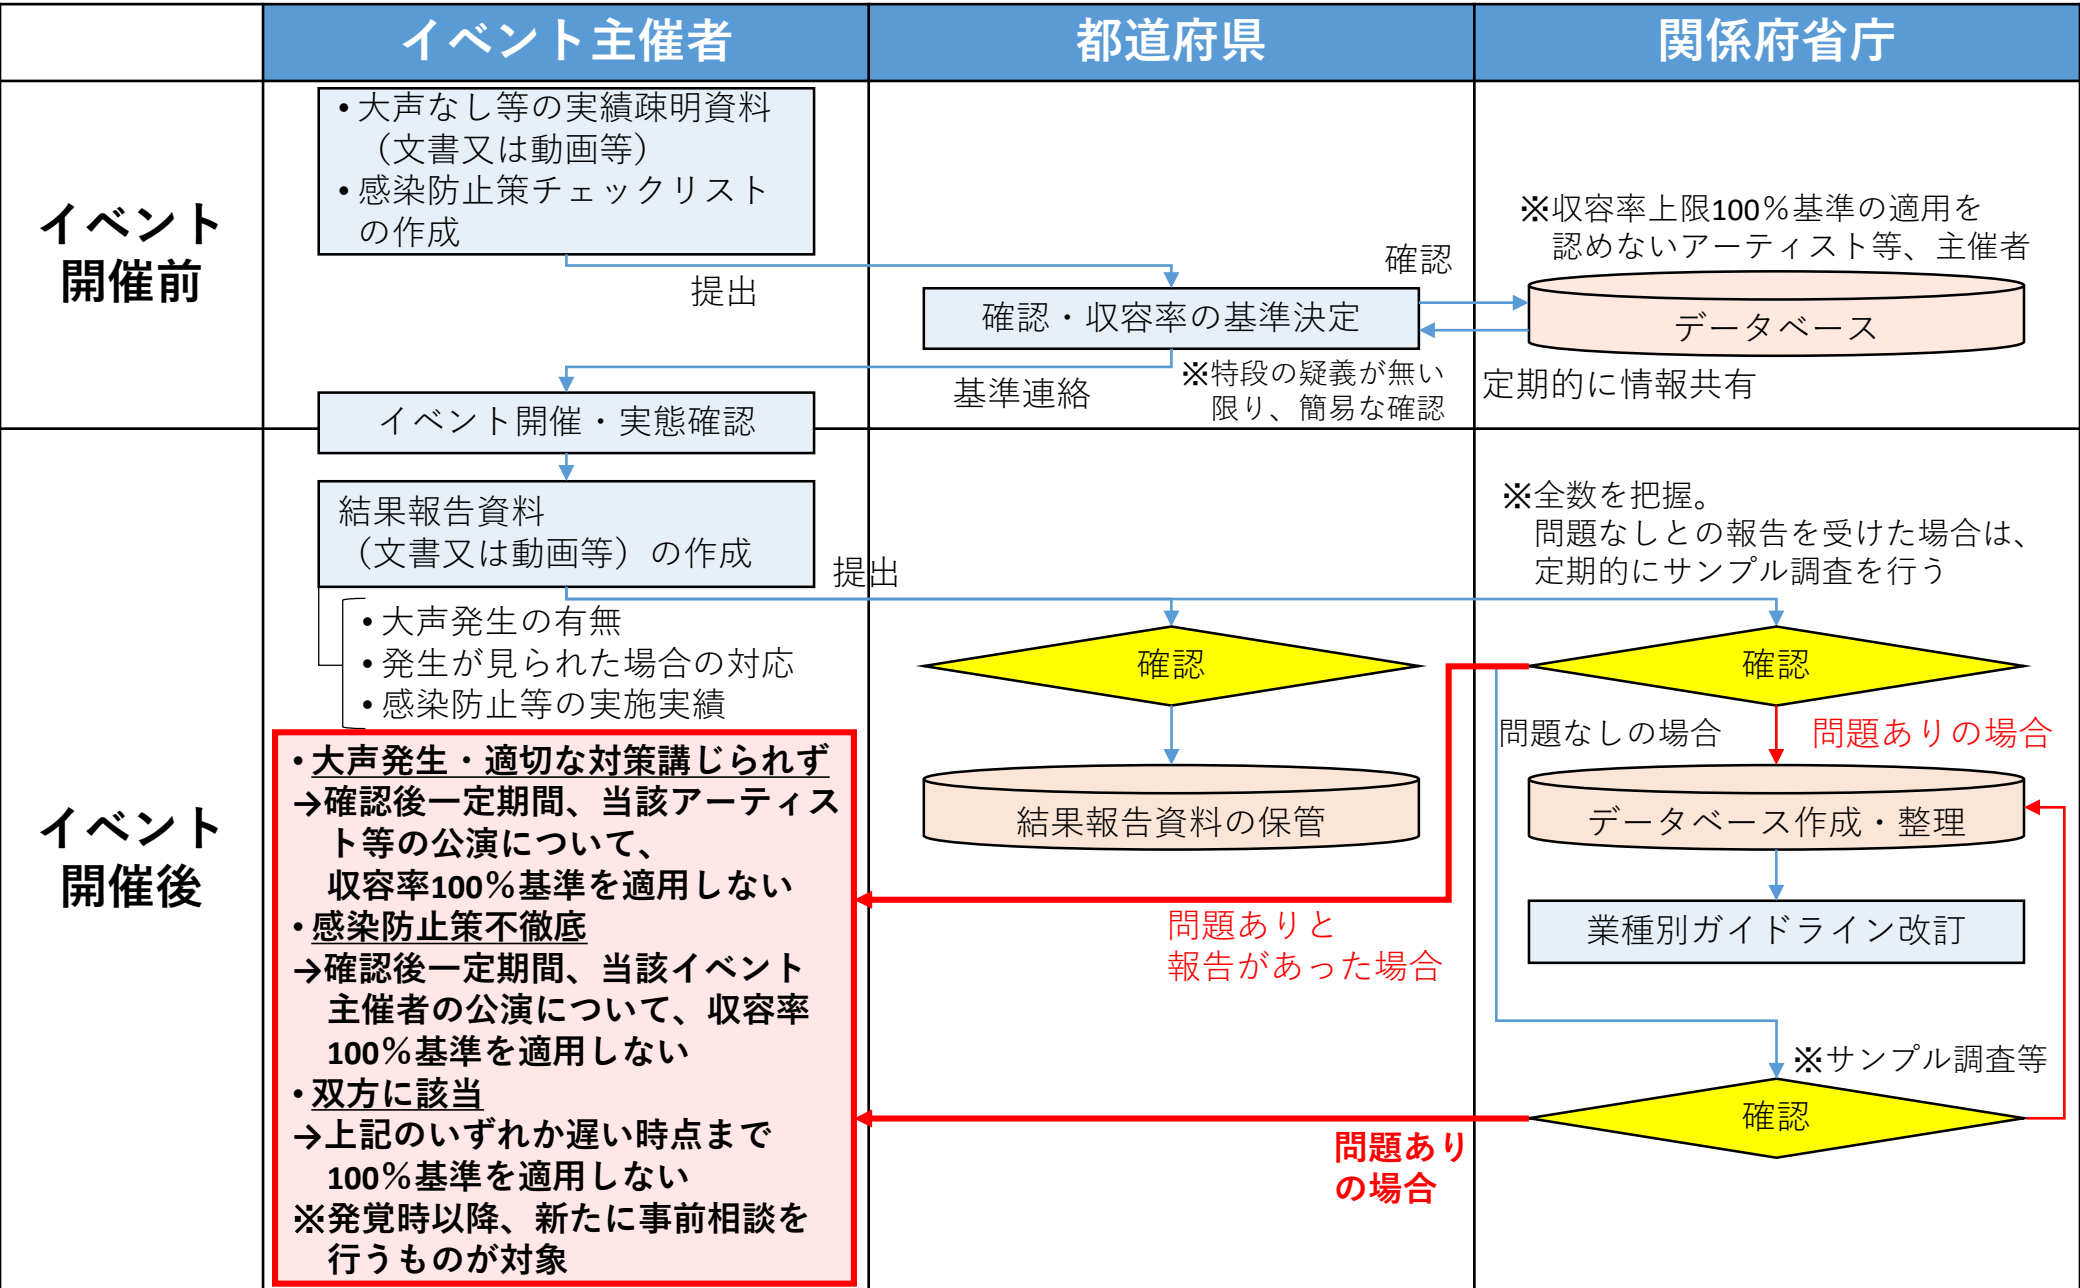 イベント主催者
都道府県
関係府省庁
イベント
開催前
•大声なし等の実績疎明資料
（文書又は動画等）
•感染防止策チェックリスト
の作成
提出
確認・収容率の基準決定
確認
※収容率上限100％基準の適用を
認めないアーティスト等、主催者
データベース
定期的に情報共有
基準連絡
※特段の疑義が無い
限り、簡易な確認
イベント開催・実態確認
イベント
開催後
結果報告資料
（文書又は動画等）の作成
提出
•大声発生の有無
•発生が見られた場合の対応
•感染防止等の実施実績
※全数を把握。
問題なしとの報告を受けた場合は、
定期的にサンプル調査を行う
確認
確認
問題なしの場合
問題ありの場合
結果報告資料の保管
データベース作成・整理
業種別ガイドライン改訂
•大声発生・適切な対策講じられず
→確認後一定期間、当該アーティス
ト等の公演について、
収容率100％基準を適用しない
•感染防止策不徹底
→確認後一定期間、当該イベント
主催者の公演について、収容率
100％基準を適用しない
•双方に該当
→上記のいずれか遅い時点まで
100％基準を適用しない
※発覚時以降、新たに事前相談を
行うものが対象
問題ありと
報告があった場合
※サンプル調査等
確認
問題あり
の場合